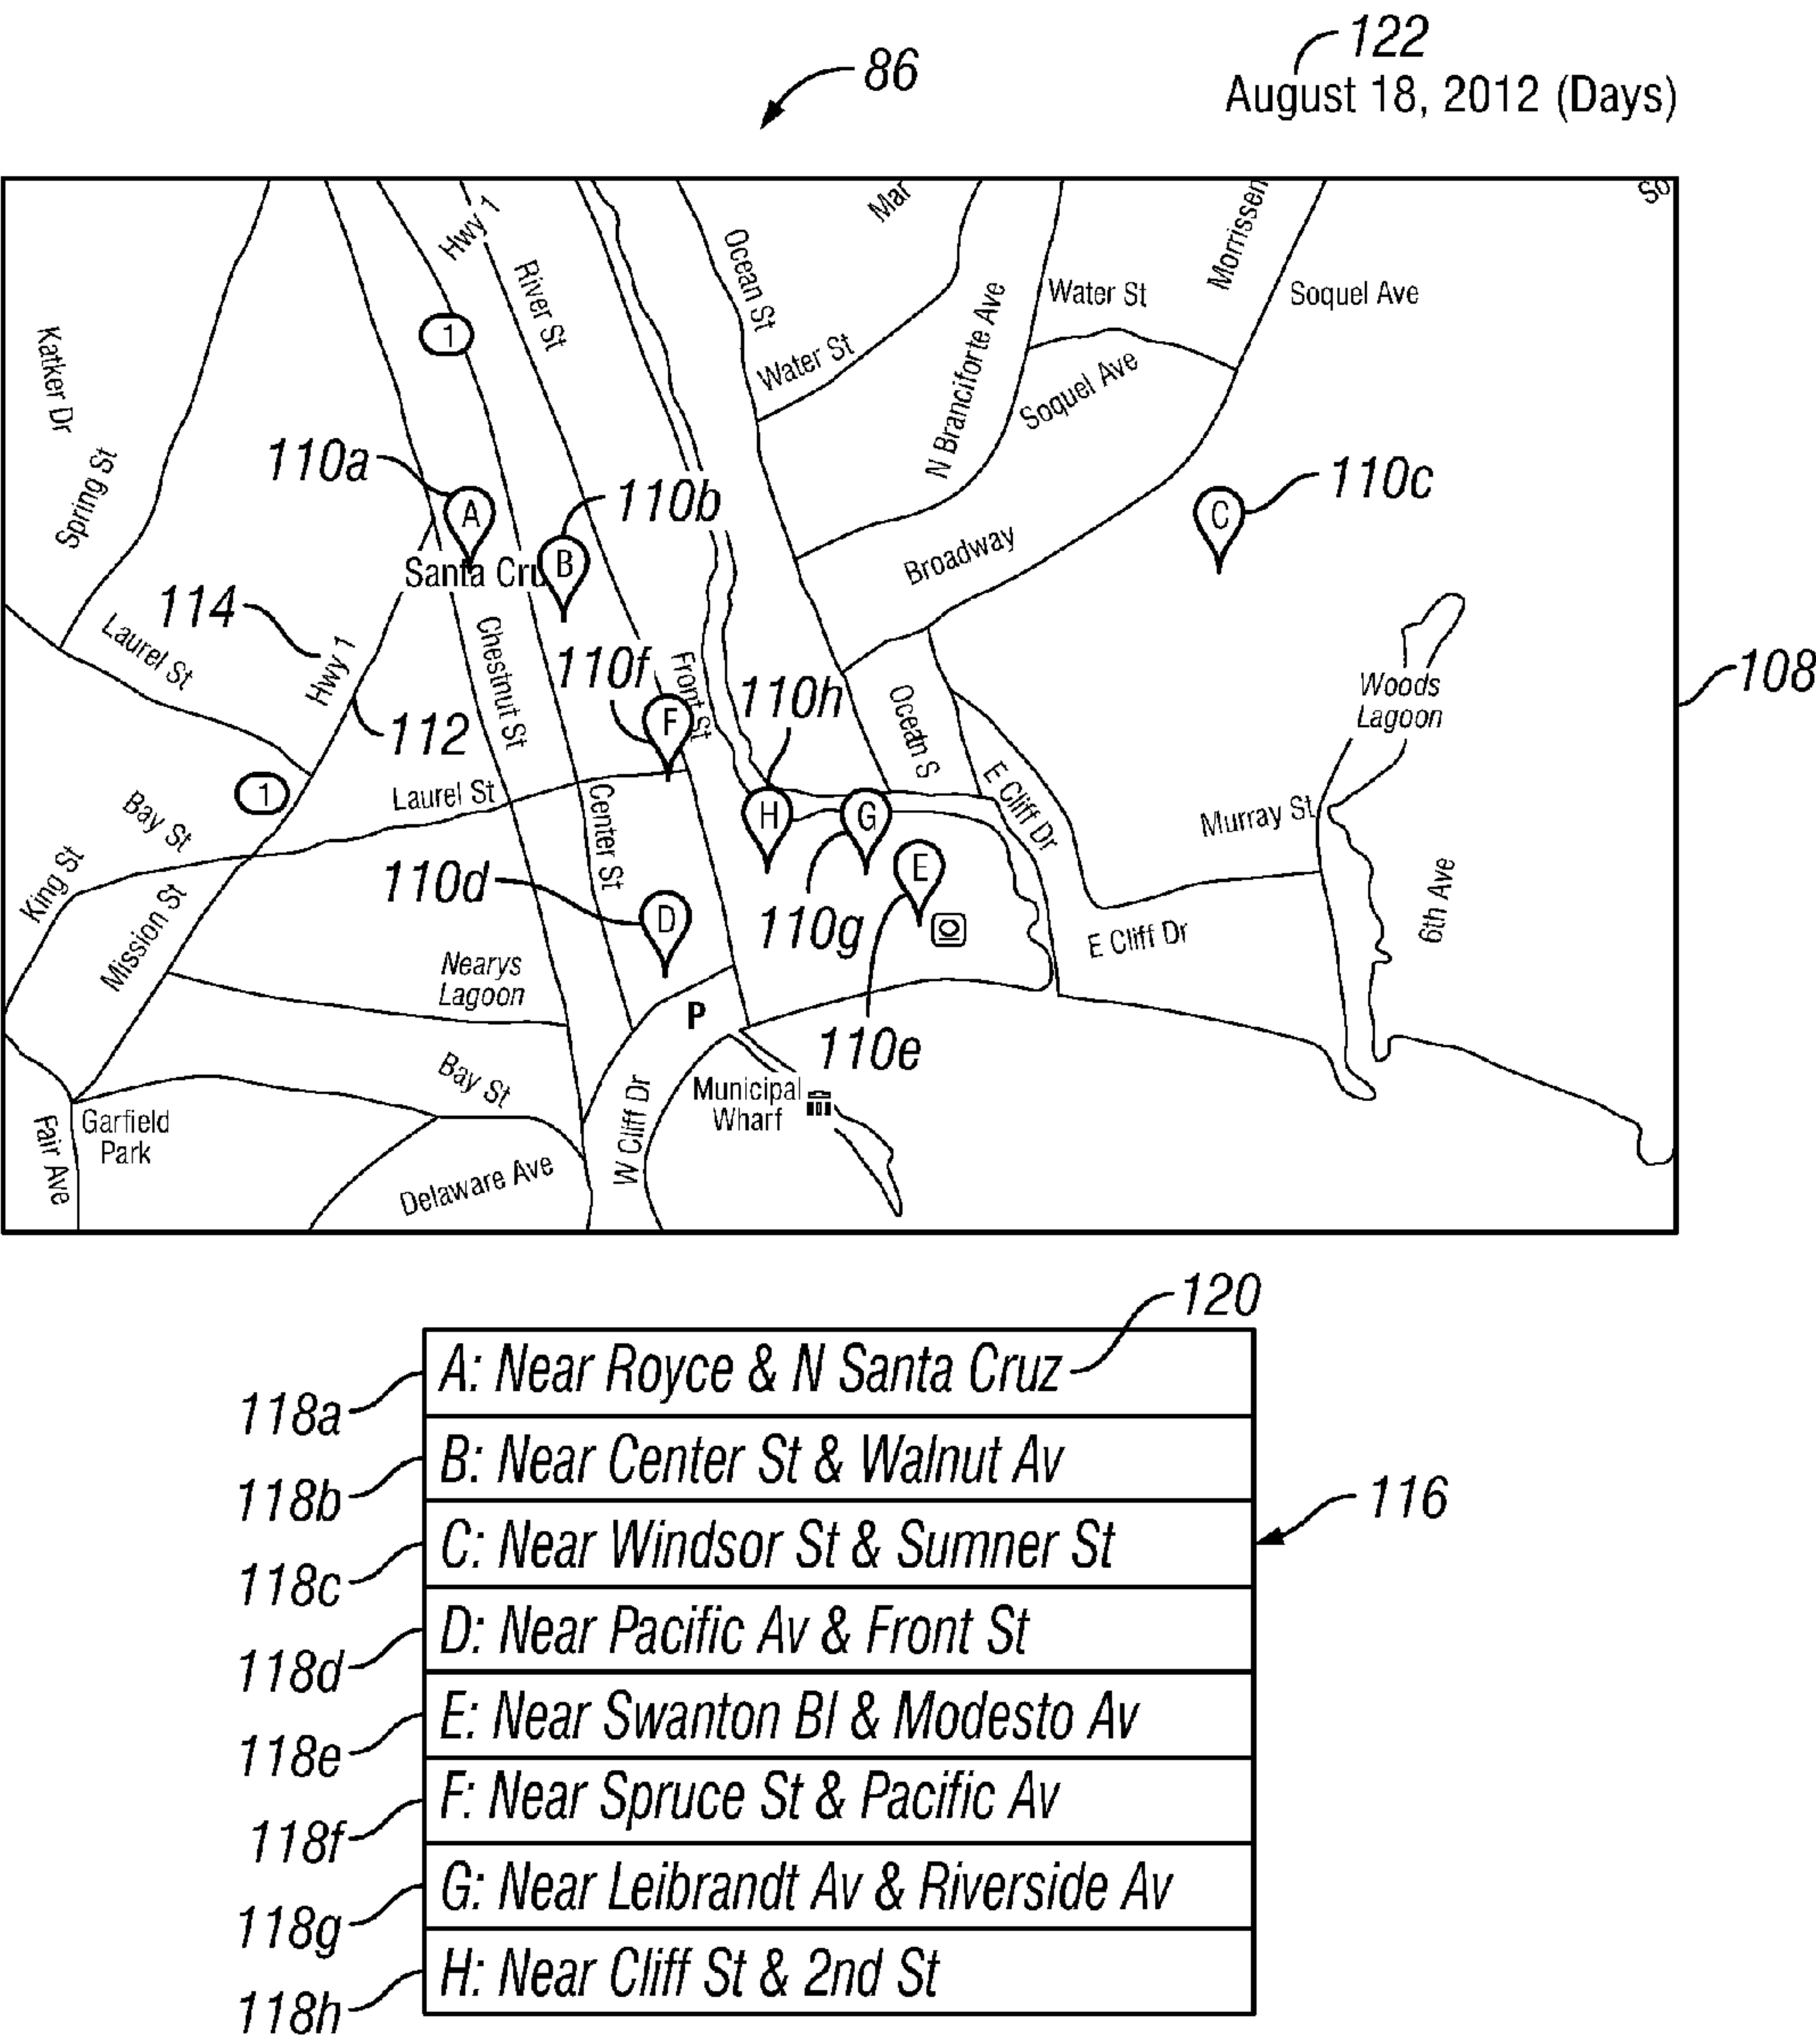 122
August 18, 2012 (Days)
86
Hwy 1
River St
Ocean St
Mar
Morrissen
So
Water St
Soquel Ave
1
Katker Dr
Water St
N Branciforte Ave
Soquel Ave
Spring St
110a
A
110b
B
C
110c
Santa Cru
Broadway
114
Laurel St
Hwy 1
Chestnut St
110f
Front St
F
110h
Ocean S
Woods
Lagoon
108
112
1
Laurel St
Center St
H
G
E Cliff Dr
Murray St
Bay St
King St
E
110d
D
110g
6th Ave
Mission St
E Cliff Dr
Nearys
Lagoon
P
110e
Bay St
W Cliff Dr
Municipal
Wharf
Garfield
Park
Fair Ave
Delaware Ave
120
A: Near Royce & N Santa Cruz
118a
B: Near Center St & Walnut Av
118b
116
C: Near Windsor St & Sumner St
118c
D: Near Pacific Av & Front St
118d
E: Near Swanton Bl & Modesto Av
118e
F: Near Spruce St & Pacific Av
118f
G: Near Leibrandt Av & Riverside Av
118g
H: Near Cliff St & 2nd St
118h